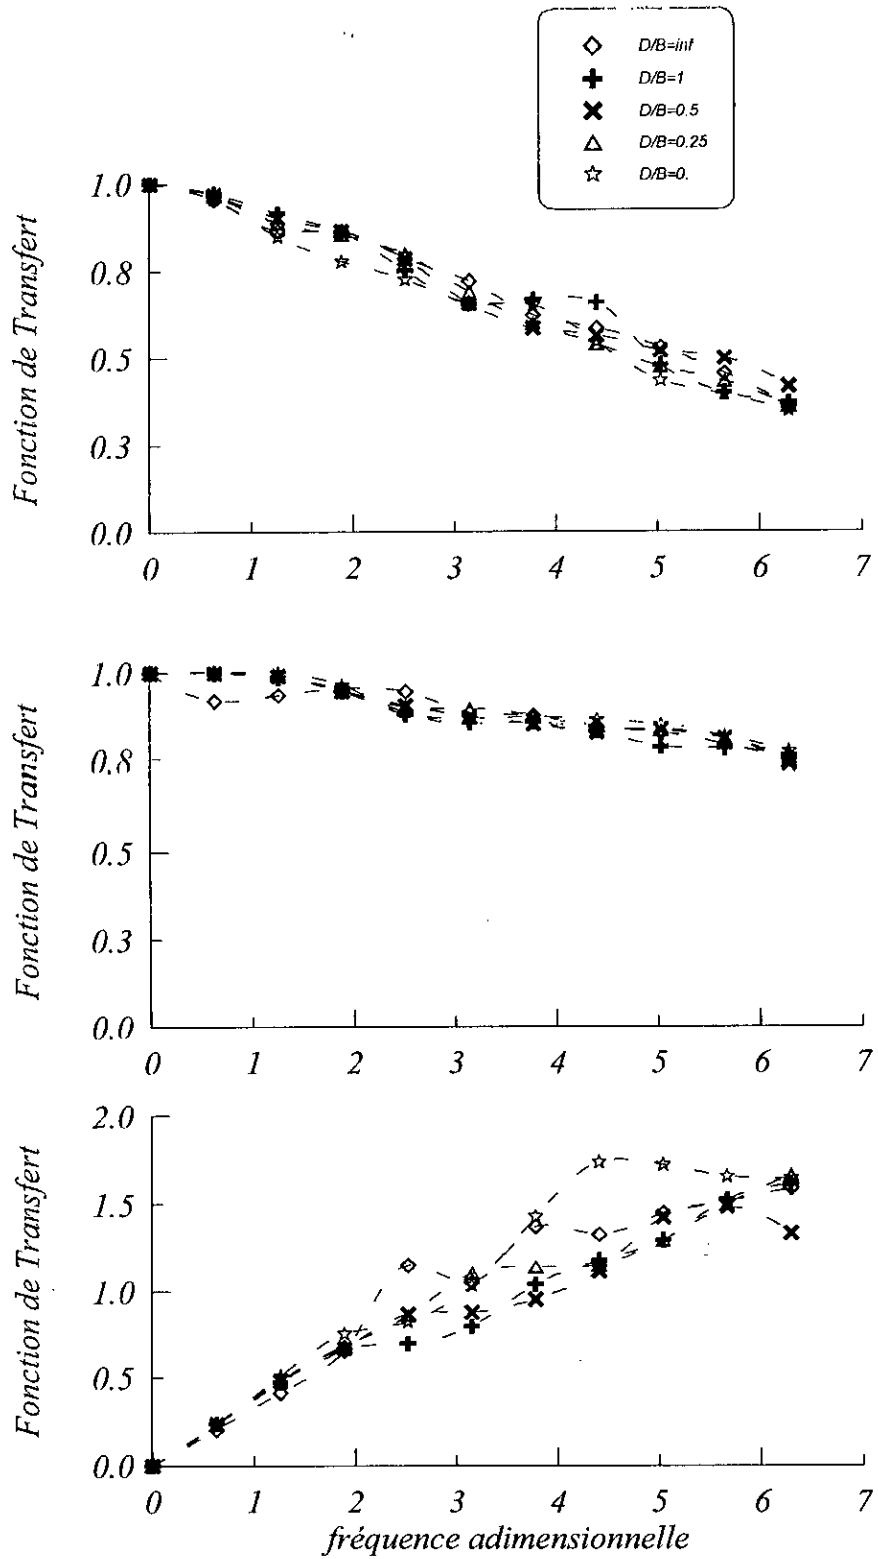 D/B=inf
D/B=1
D/B=0.5
D/B=0.25
D/B=0.
Fonction de Transfert
1.0
0.8
0.5
0.3
0.0
0 1 2 3 4 5 6 7
Fonction de Transfert
1.0
0.8
0.5
0.3
0.0
0 1 2 3 4 5 6 7
Fonction de Transfert
2.0
1.5
1.0
0.5
0.0
0 1 2 3 4 5 6 7
fréquence adimensionnelle